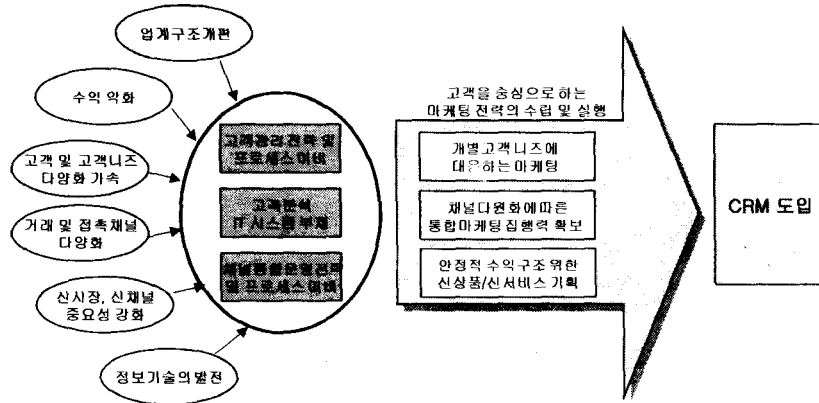 업계구조개편
수익 악화
고객 및 고객니즈
다양화 가속
거래 및 접촉채널
다양화
신시장, 신채널
중요성 강화
정보기술의 발전
고객관리 전략 및
프로세스 미비
고객분석
IT 시스템 부재
채널통합운영전략
및 프로세스 미비
고객을 중심으로하는
마케팅 전략의 수립 및 실행
개별 고객니즈에
대응하는 마케팅
채널다원화에따른
통합마케팅 집행력 확보
안정적 수익구조 위한
신상품/신서비스 기획
CRM 도입